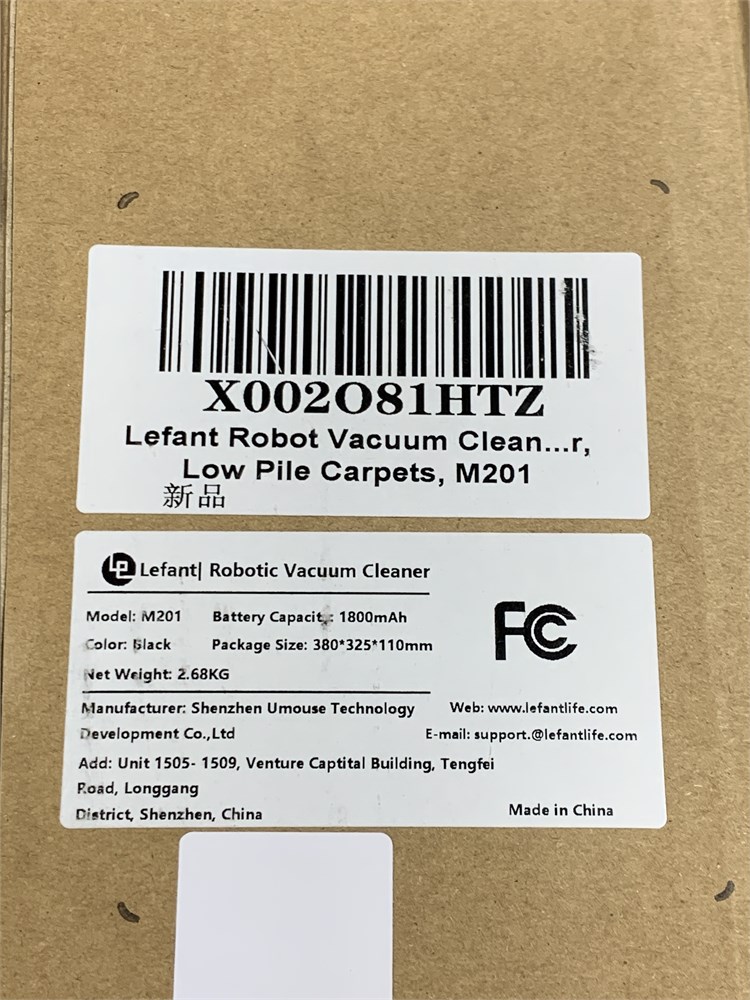 X002O81HTZ
Lefant Robot Vacuum Clean...r,
Low Pile Carpets, M201
新品
Lefant| Robotic Vacuum Cleaner
Model: M201 Battery Capacity: 1800mAh
Color: Black Package Size: 380*325*110mm
Net Weight: 2.68KG
FC
Manufacturer: Shenzhen Umouse Technology
Development Co.,Ltd
Web: www.lefantlife.com
E-mail: support.@lefantlife.com
Add: Unit 1505- 1509, Venture Captital Building, Tengfei
Road, Longgang
District, Shenzhen, China
Made in China